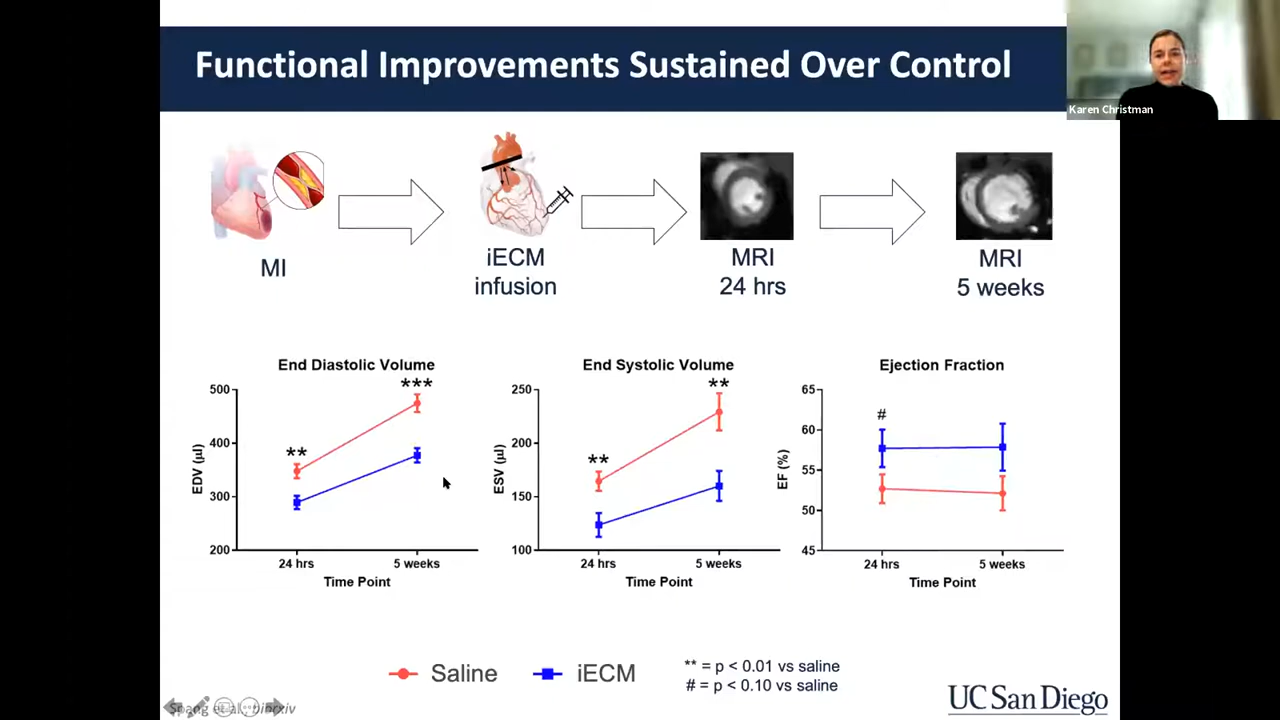 Functional Improvements Sustained Over Control
Karen Christman
MI
iECM
infusion
MRI
24 hrs
MRI
5 weeks
End Diastolic Volume
500
400
300
200
EDV (µl)
**
***
24 hrs
5 weeks
Time Point
End Systolic Volume
250
200
150
100
ESV (µl)
**
**
24 hrs
5 weeks
Time Point
Ejection Fraction
65
60
55
50
45
EF (%)
#
24 hrs
5 weeks
Time Point
Saline
iECM
** = p < 0.01 vs saline
# = p < 0.10 vs saline
UC San Diego